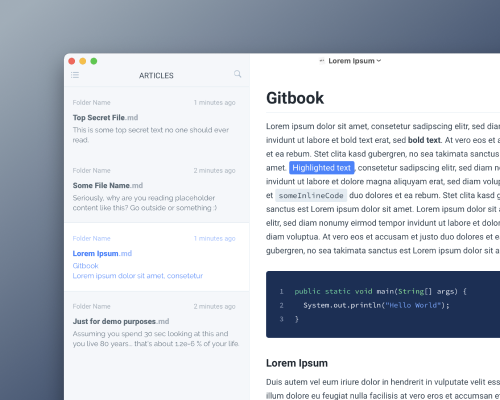 ARTICLES
Folder Name 1 minutes ago
Top Secret File.md
This is some top secret text no one should ever
read.
Folder Name 2 minutes ago
Some File Name.md
Seriously, why are you reading placeholder
content like this? Go outside or something :)
Folder Name 1 minutes ago
Lorem Ipsum.md
Gitbook
Lorem ipsum dolor sit amet, consetetur
Folder Name 2 minutes ago
Just for demo purposes.md
Assuming you spend 30 sec looking at this and
you live 80 years... that's about 1.2e-6 % of your life.
Lorem Ipsum
Gitbook
Lorem ipsum dolor sit amet, consetetur sadipscing elitr, sed dia
invidunt ut labore et bold text erat, sed bold text. At vero eos et
et ea rebum. Stet clita kasd gubergren, no sea takimata sanctus
amet. Highlighted text, consetetur sadipscing elitr, sed diam n
invidunt ut labore et dolore magna aliquyam erat, sed diam volup
et someInlineCode duo dolores et ea rebum. Stet clita kasd g
sanctus est Lorem ipsum dolor sit amet. Lorem ipsum dolor sit am
elitr, sed diam nonumy eirmod tempor invidunt ut labore et dolor
diam voluptua. At vero eos et accusam et justo duo dolores et e
gubergren, no sea takimata sanctus est Lorem ipsum dolor sit am
1 public static void main(String[] args) {
2 System.out.println("Hello World");
3 }
Lorem Ipsum
Duis autem vel eum iriure dolor in hendrerit in vulputate velit ess
illum dolore eu feugiat nulla facilisis at vero eros et accumsan et